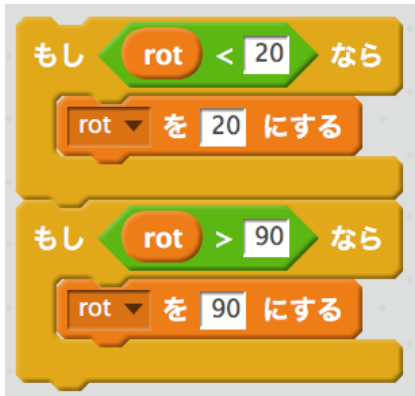 もし rot < 20 なら
rot を 20 にする
もし rot > 90 なら
rot を 90 にする